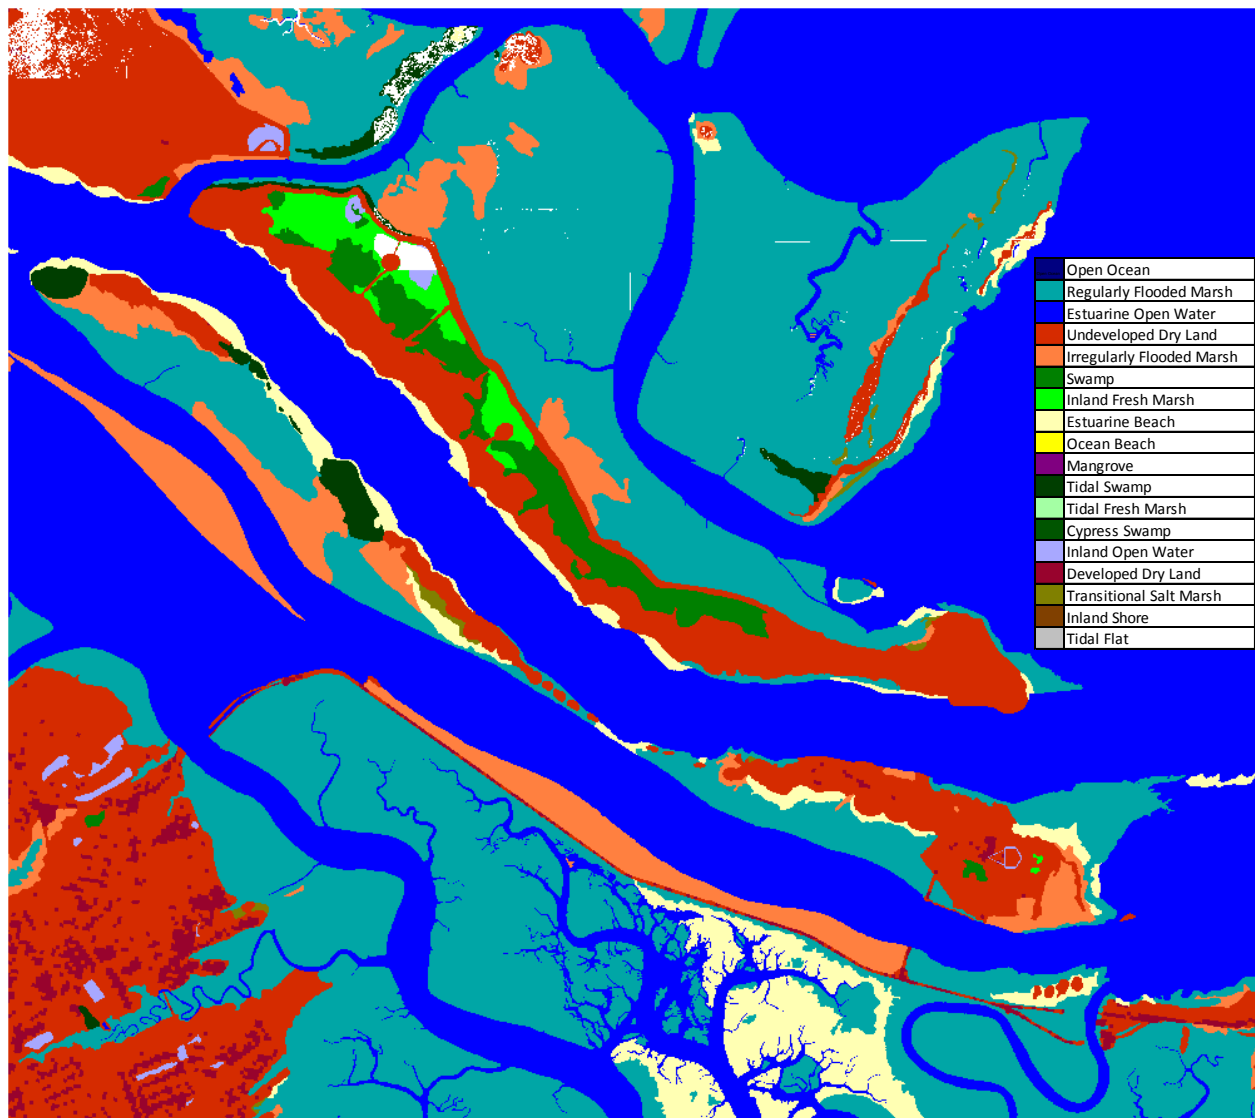 Open Ocean
Regularly Flooded Marsh
Estuarine Open Water
Undeveloped Dry Land
Irregularly Flooded Marsh
Swamp
Inland Fresh Marsh
Estuarine Beach
Ocean Beach
Mangrove
Tidal Swamp
Tidal Fresh Marsh
Cypress Swamp
Inland Open Water
Developed Dry Land
Transitional Salt Marsh
Inland Shore
Tidal Flat